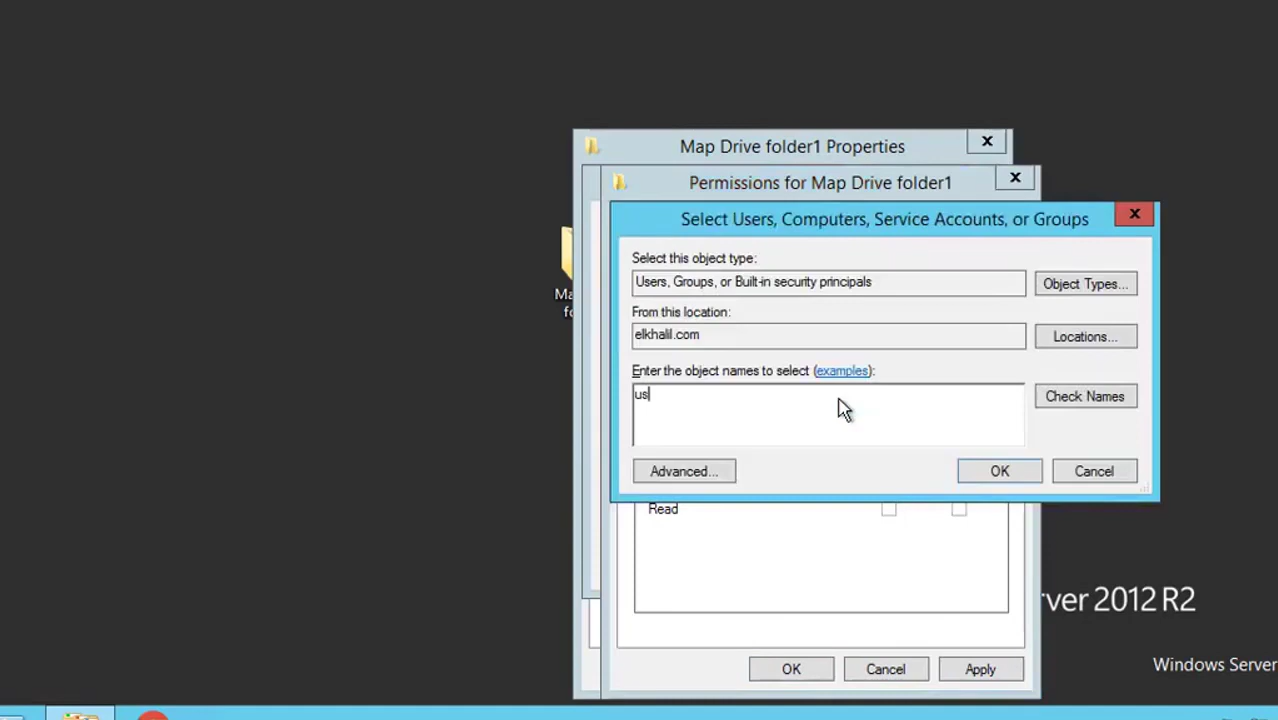 Map Drive folder1 Properties
x
Permissions for Map Drive folder1
x
Select Users, Computers, Service Accounts, or Groups
x
Select this object type:
Users, Groups, or Built-in security principals
Object Types...
From this location:
elkhalil.com
Locations...
Enter the object names to select (examples):
us
Check Names
Advanced...
OK
Cancel
Read
OK
Cancel
Apply
rver 2012 R2
Windows Server